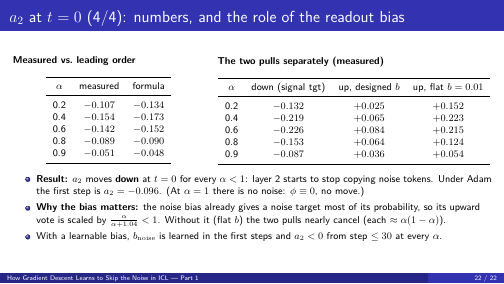 a₂ at t = 0 (4/4): numbers, and the role of the readout bias
Measured vs. leading order
α measured formula
0.2 −0.107 −0.134
0.4 −0.154 −0.173
0.6 −0.142 −0.152
0.8 −0.089 −0.090
0.9 −0.051 −0.048
The two pulls separately (measured)
α down (signal tgt) up, designed b up, flat b = 0.01
0.2 −0.132 +0.025 +0.152
0.4 −0.219 +0.065 +0.223
0.6 −0.226 +0.084 +0.215
0.8 −0.153 +0.064 +0.124
0.9 −0.087 +0.036 +0.054
Result: a₂ moves down at t = 0 for every α < 1: layer 2 starts to stop copying noise tokens. Under Adam
the first step is a₂ = −0.096. (At α = 1 there is no noise: ϕ ≡ 0, no move.)
Why the bias matters: the noise bias already gives a noise target most of its probability, so its upward
vote is scaled by α/(α+1.04) < 1. Without it (flat b) the two pulls nearly cancel (each ≈ α(1 − α)).
With a learnable bias, b_noise is learned in the first steps and a₂ < 0 from step ≤ 30 at every α.
How Gradient Descent Learns to Skip the Noise in ICL — Part 1
22 / 22